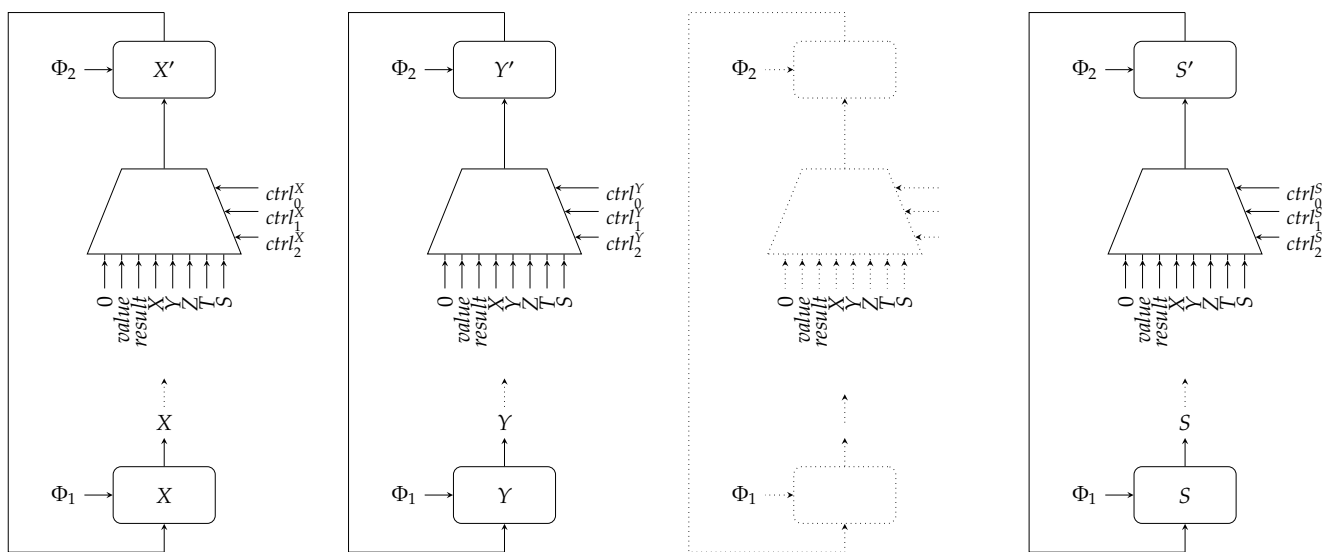 X′ Y′ S′
Φ₂ Φ₂ Φ₂ Φ₂
ctrl₀ˣ ctrl₀ʸ ctrl₀ˢ
ctrl₁ˣ ctrl₁ʸ ctrl₁ˢ
ctrl₂ˣ ctrl₂ʸ ctrl₂ˢ
0 value result X Y Z T S 0 value result X Y Z T S 0 value result X Y Z T S 0 value result X Y Z T S
X Y S
Φ₁ X Φ₁ Y Φ₁ Φ₁ S